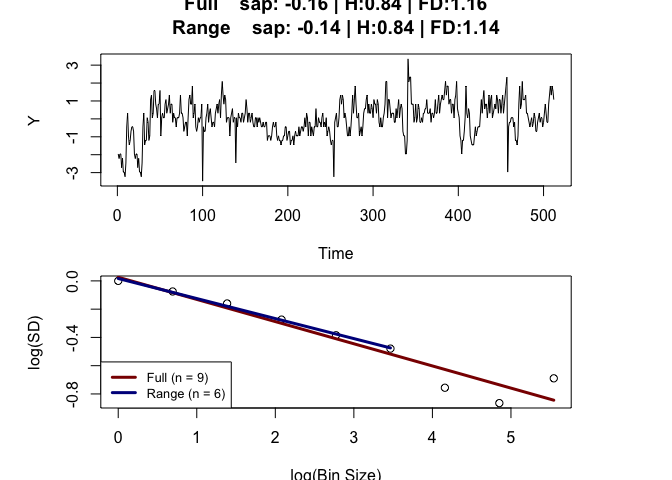 Full sap: -0.16 | H:0.84 | FD:1.16
Range sap: -0.14 | H:0.84 | FD:1.14
Y
3
1
-1
-3
0 100 200 300 400 500
Time
log(SD)
0.0
-0.4
-0.8
Full (n = 9)
Range (n = 6)
0 1 2 3 4 5
log(Bin Size)